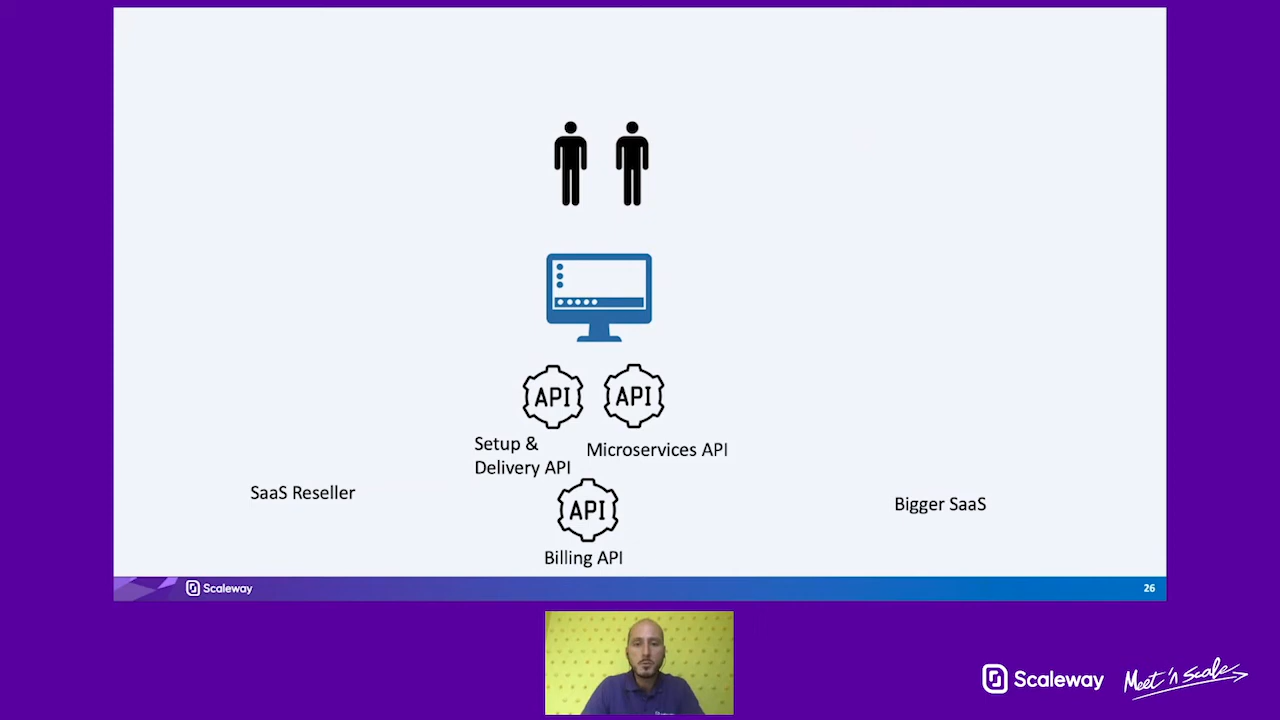 API
API
Setup &
Delivery API
Microservices API
SaaS Reseller
API
Bigger SaaS
Billing API
Scaleway
26
Scaleway
Meet 'n Scale